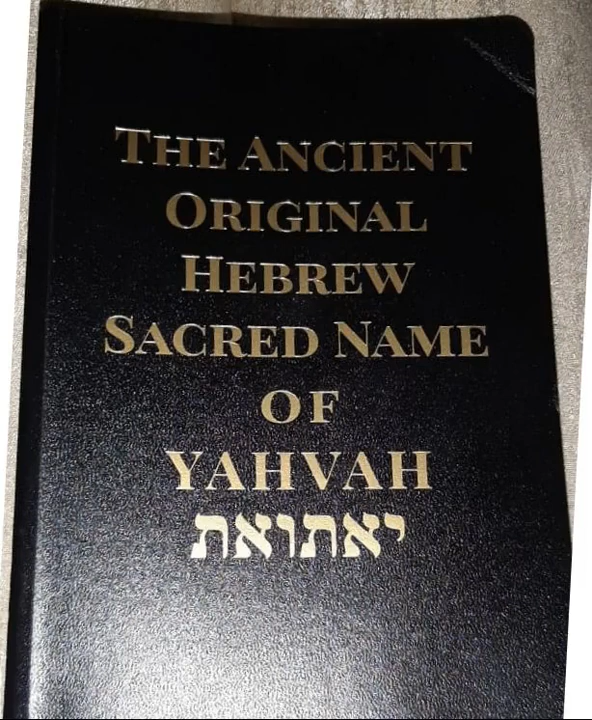 THE ANCIENT
ORIGINAL
HEBREW
SACRED NAME
OF
YAHVAH
יאתואת